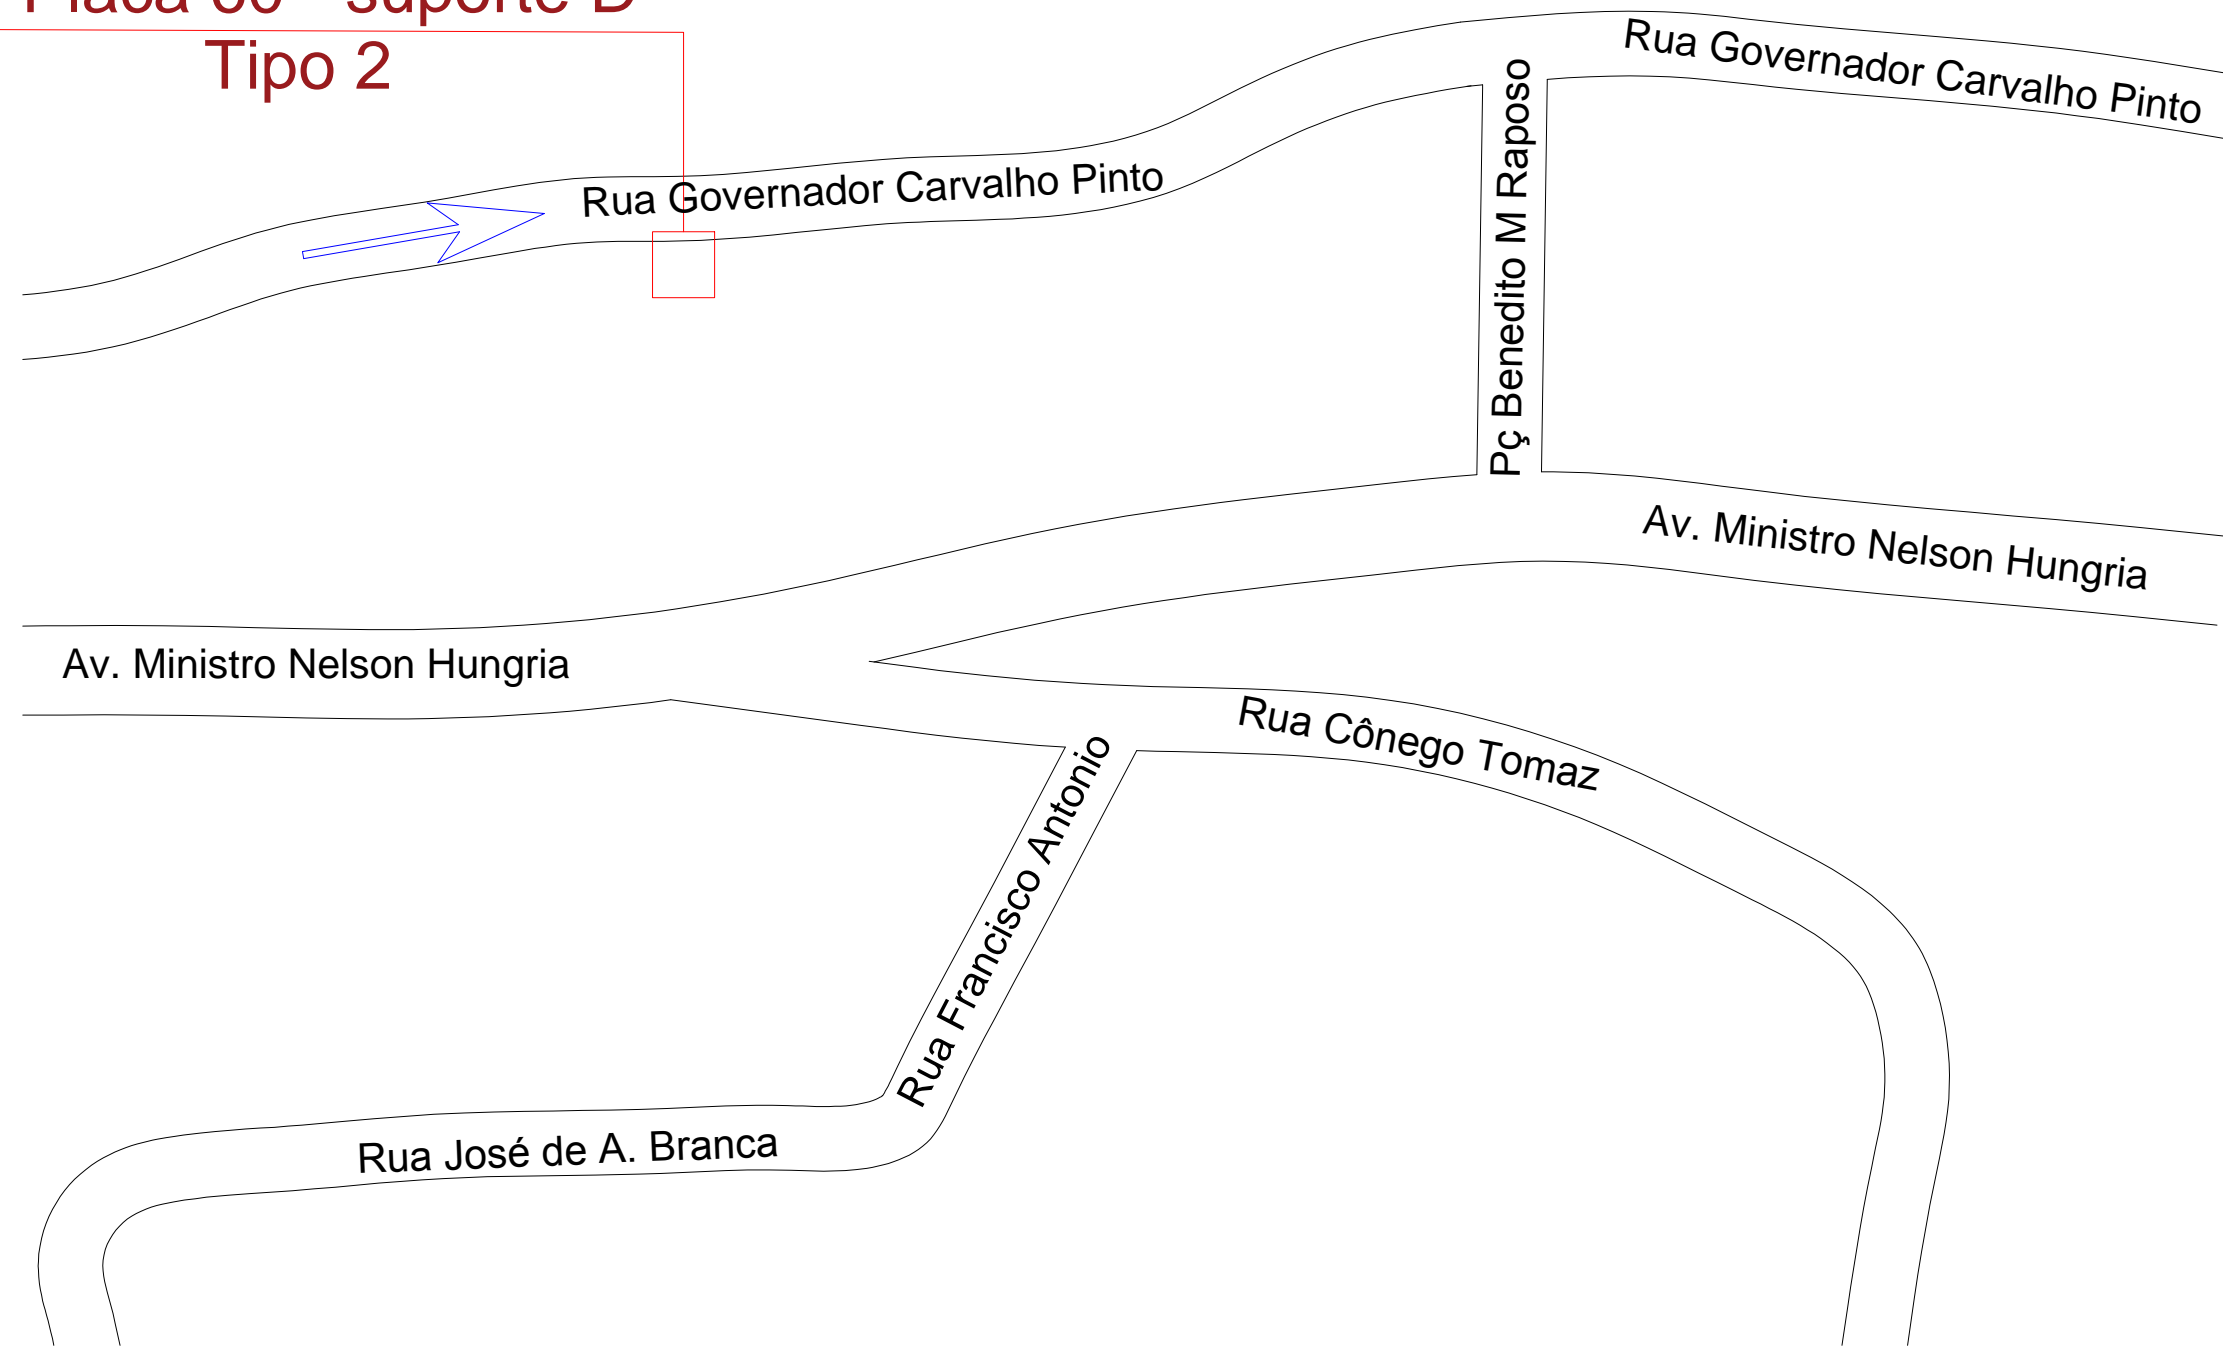 suporte D
Tipo 2
Rua Governador Carvalho Pinto
Rua Governador Carvalho Pinto
Pç Benedito M Raposo
Av. Ministro Nelson Hungria
Av. Ministro Nelson Hungria
Rua Cônego Tomaz
Rua Francisco Antonio
Rua José de A. Branca